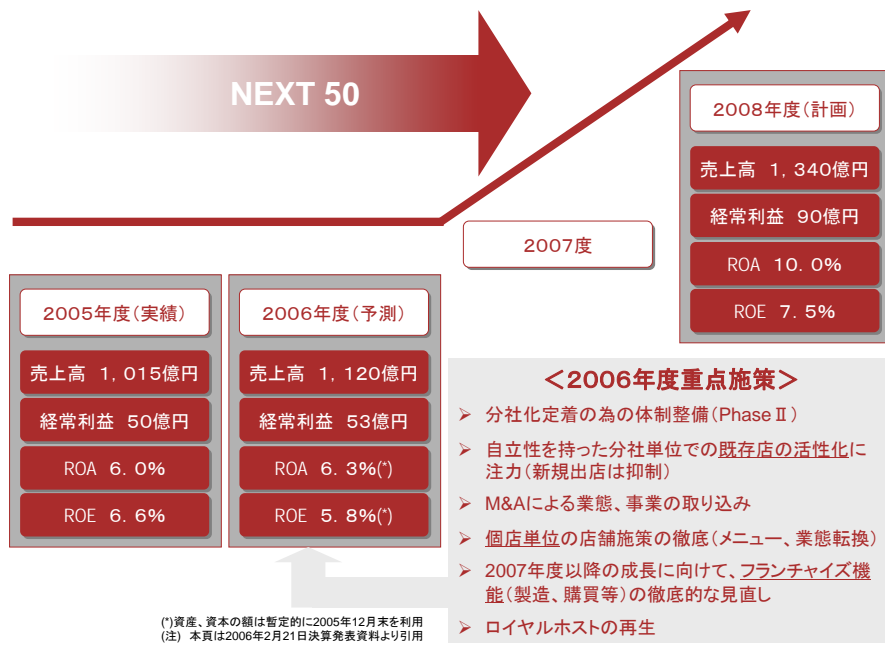 NEXT 50
2008年度(計画)
売上高 1,340億円
経常利益 90億円
ROA 10.0%
ROE 7.5%
2007度
2005年度(実績)
売上高 1,015億円
経常利益 50億円
ROA 6.0%
ROE 6.6%
2006年度(予測)
売上高 1,120億円
経常利益 53億円
ROA 6.3%(*)
ROE 5.8%(*)
<2006年度重点施策>
➢ 分社化定着の為の体制整備(PhaseⅡ)
➢ 自立性を持った分社単位での既存店の活性化に
注力(新規出店は抑制)
➢ M&Aによる業態、事業の取り込み
➢ 個店単位の店舗施策の徹底(メニュー、業態転換)
➢ 2007年度以降の成長に向けて、フランチャイズ機
能(製造、購買等)の徹底的な見直し
➢ ロイヤルホストの再生
(*)資産、資本の額は暫定的に2005年12月末を利用
(注) 本頁は2006年2月21日決算発表資料より引用